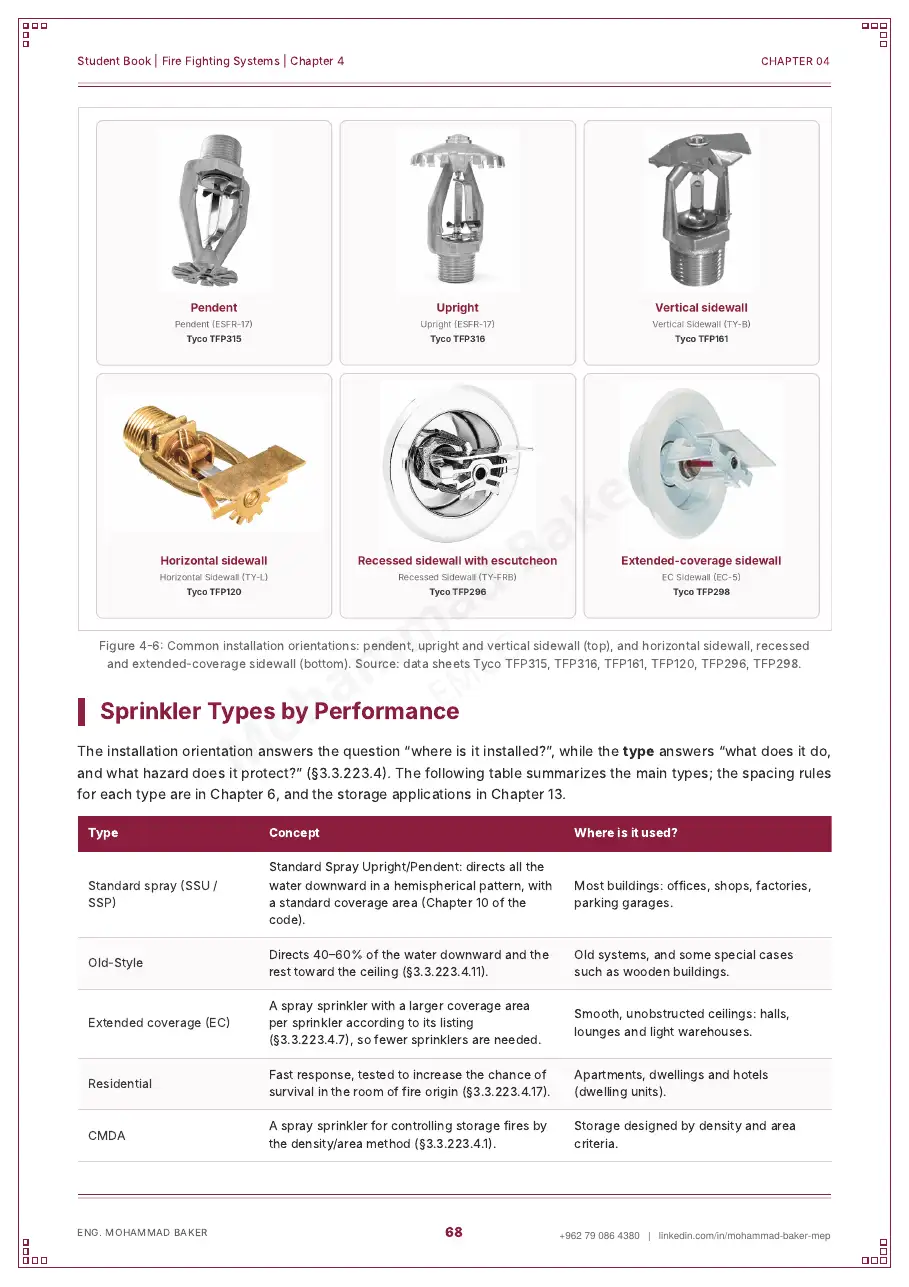 Student Book | Fire Fighting Systems | Chapter 4
CHAPTER 04
Pendent
Pendent (ESFR-17)
Tyco TFP315
Upright
Upright (ESFR-17)
Tyco TFP316
Vertical sidewall
Vertical Sidewall (TY-B)
Tyco TFP161
Horizontal sidewall
Horizontal Sidewall (TY-L)
Tyco TFP120
Recessed sidewall with escutcheon
Recessed Sidewall (TY-FRB)
Tyco TFP296
Extended-coverage sidewall
EC Sidewall (EC-5)
Tyco TFP298
Mohammad Baker
Figure 4-6: Common installation orientations: pendent, upright and vertical sidewall (top), and horizontal sidewall, recessed
and extended-coverage sidewall (bottom). Source: data sheets Tyco TFP315, TFP316, TFP161, TFP120, TFP296, TFP298.
Sprinkler Types by Performance
The installation orientation answers the question “where is it installed?”, while the type answers “what does it do,
and what hazard does it protect?” (§3.3.223.4). The following table summarizes the main types; the spacing rules
for each type are in Chapter 6, and the storage applications in Chapter 13.
Type
Concept
Where is it used?
Standard spray (SSU /
SSP)
Standard Spray Upright/Pendent: directs all the
water downward in a hemispherical pattern, with
a standard coverage area (Chapter 10 of the
code).
Most buildings: offices, shops, factories,
parking garages.
Old-Style
Directs 40–60% of the water downward and the
rest toward the ceiling (§3.3.223.4.11).
Old systems, and some special cases
such as wooden buildings.
Extended coverage (EC)
A spray sprinkler with a larger coverage area
per sprinkler according to its listing
(§3.3.223.4.7), so fewer sprinklers are needed.
Smooth, unobstructed ceilings: halls,
lounges and light warehouses.
Residential
Fast response, tested to increase the chance of
survival in the room of fire origin (§3.3.223.4.17).
Apartments, dwellings and hotels
(dwelling units).
CMDA
A spray sprinkler for controlling storage fires by
the density/area method (§3.3.223.4.1).
Storage designed by density and area
criteria.
ENG. MOHAMMAD BAKER
68
+962 79 086 4380 | linkedin.com/in/mohammad-baker-mep